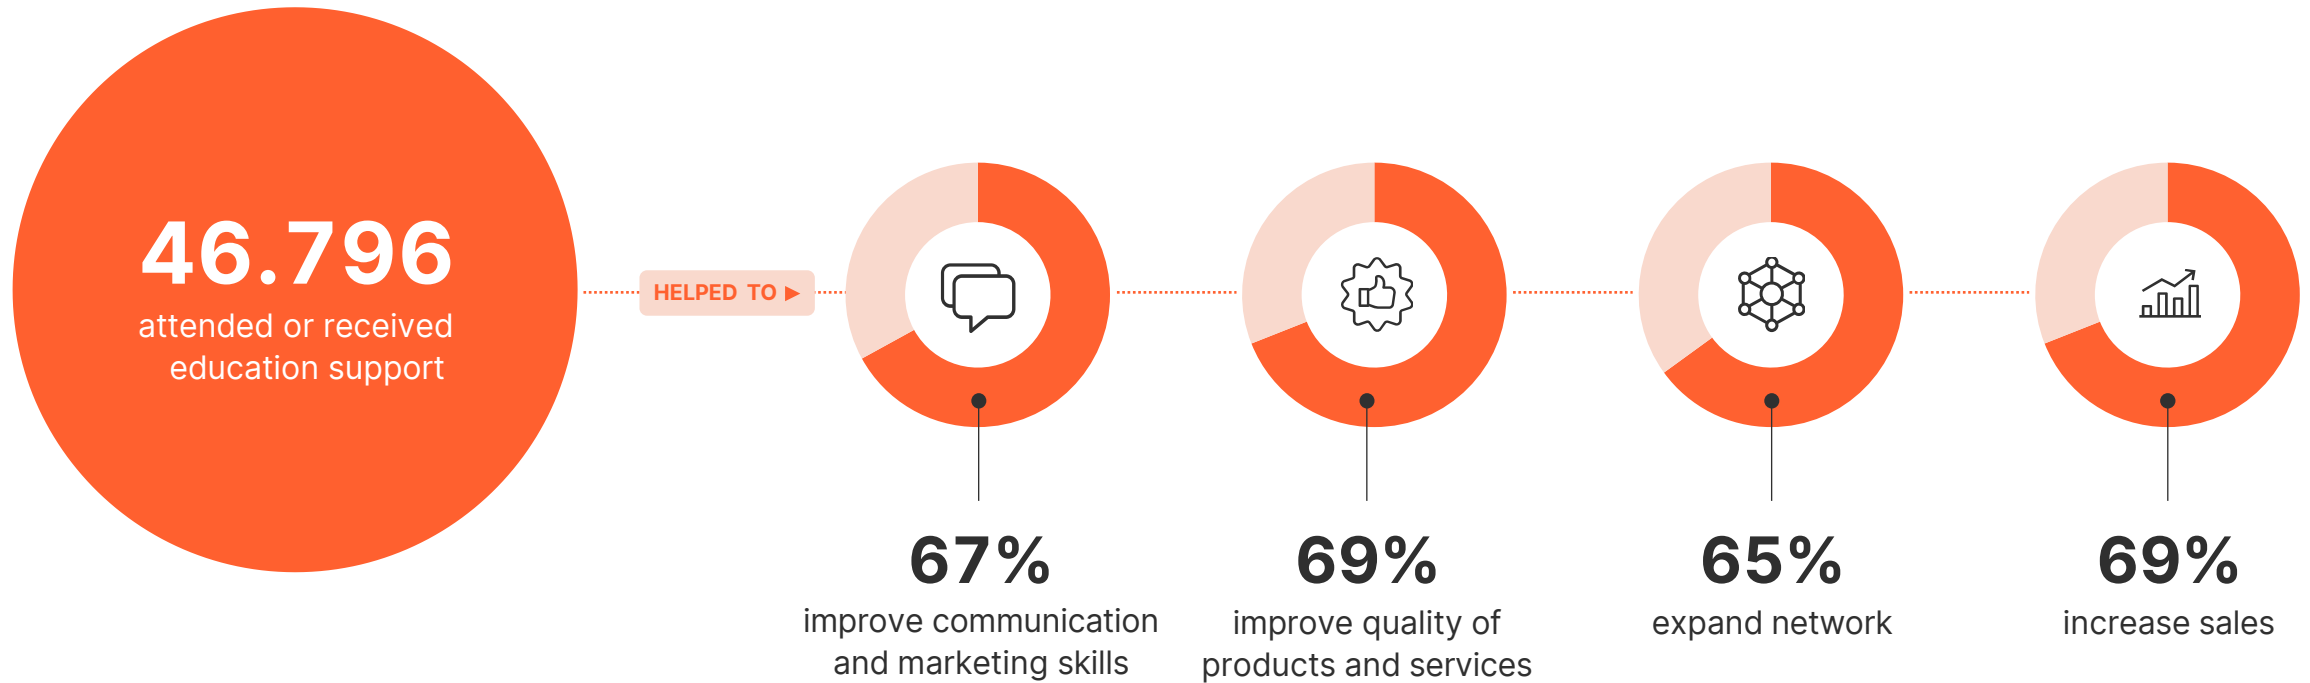 46.796
attended or received
education support
HELPED TO ▶
67%
improve communication
and marketing skills
69%
improve quality of
products and services
65%
expand network
69%
increase sales